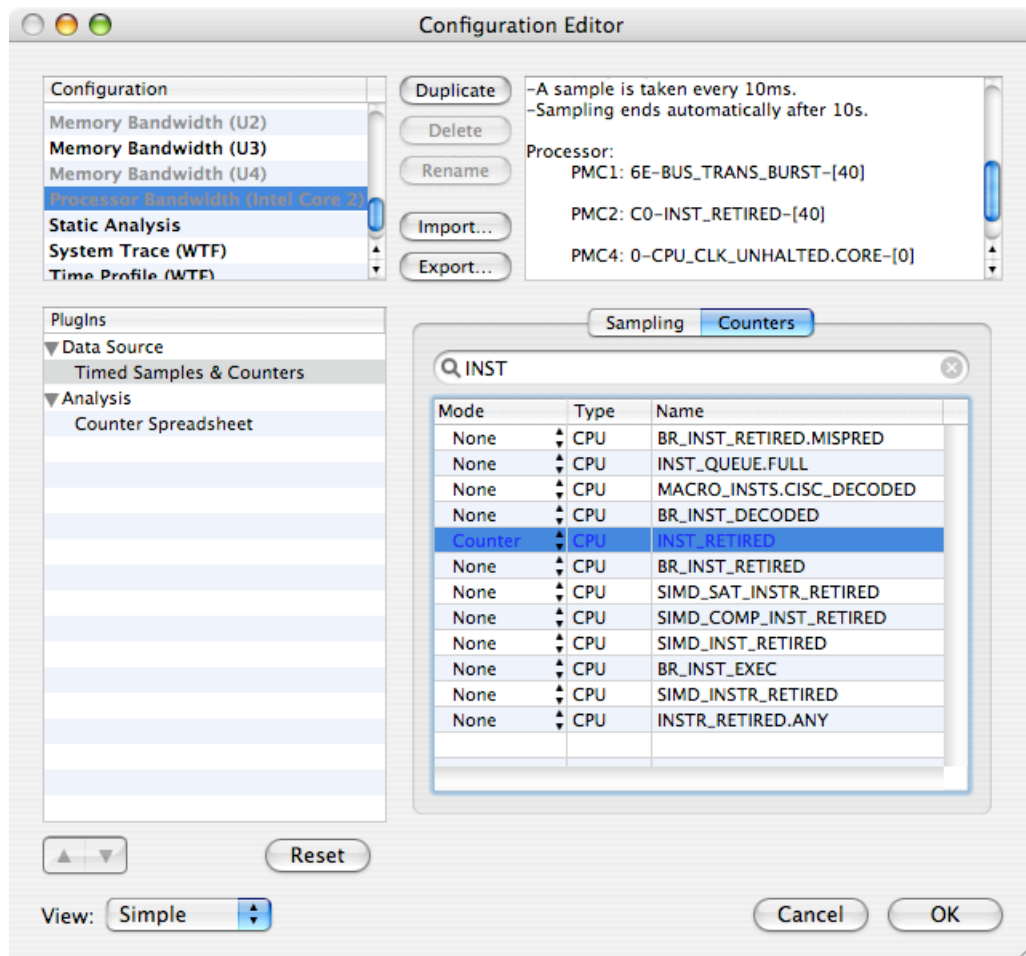 Configuration Editor
Configuration
Memory Bandwidth (U2)
Memory Bandwidth (U3)
Memory Bandwidth (U4)
Processor Bandwidth (Intel Core 2)
Static Analysis
System Trace (WTF)
Time Profile (WTF)
Duplicate
Delete
Rename
Import...
Export...
-A sample is taken every 10ms.
-Sampling ends automatically after 10s.
Processor:
PMC1: 6E-BUS_TRANS_BURST-[40]
PMC2: C0-INST_RETIRED-[40]
PMC4: 0-CPU_CLK_UNHALTED.CORE-[0]
PlugIns
Data Source
Timed Samples & Counters
Analysis
Counter Spreadsheet
Sampling Counters
INST
Mode Type Name
None CPU BR_INST_RETIRED.MISPRED
None CPU INST_QUEUE.FULL
None CPU MACRO_INSTS.CISC_DECODED
None CPU BR_INST_DECODED
Counter CPU INST_RETIRED
None CPU BR_INST_RETIRED
None CPU SIMD_SAT_INSTR_RETIRED
None CPU SIMD_COMP_INST_RETIRED
None CPU SIMD_INST_RETIRED
None CPU BR_INST_EXEC
None CPU SIMD_INSTR_RETIRED
None CPU INSTR_RETIRED.ANY
Reset
View: Simple
Cancel OK